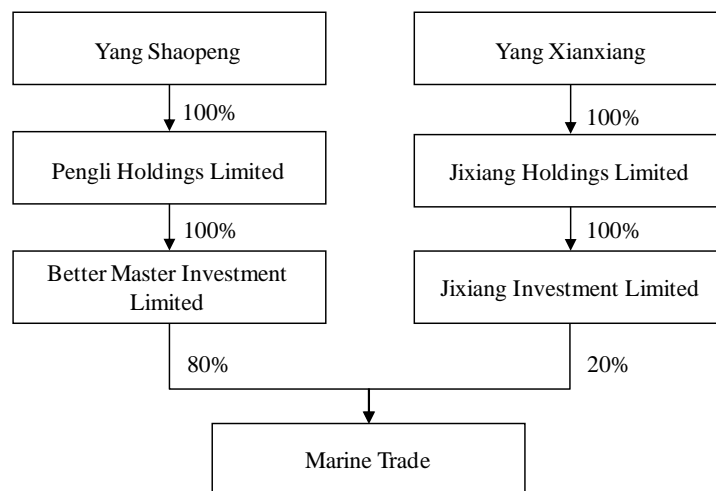 Yang Shaopeng
Yang Xianxiang
100%
100%
Pengli Holdings Limited
Jixiang Holdings Limited
100%
100%
Better Master Investment
Limited
Jixiang Investment Limited
80%
20%
Marine Trade